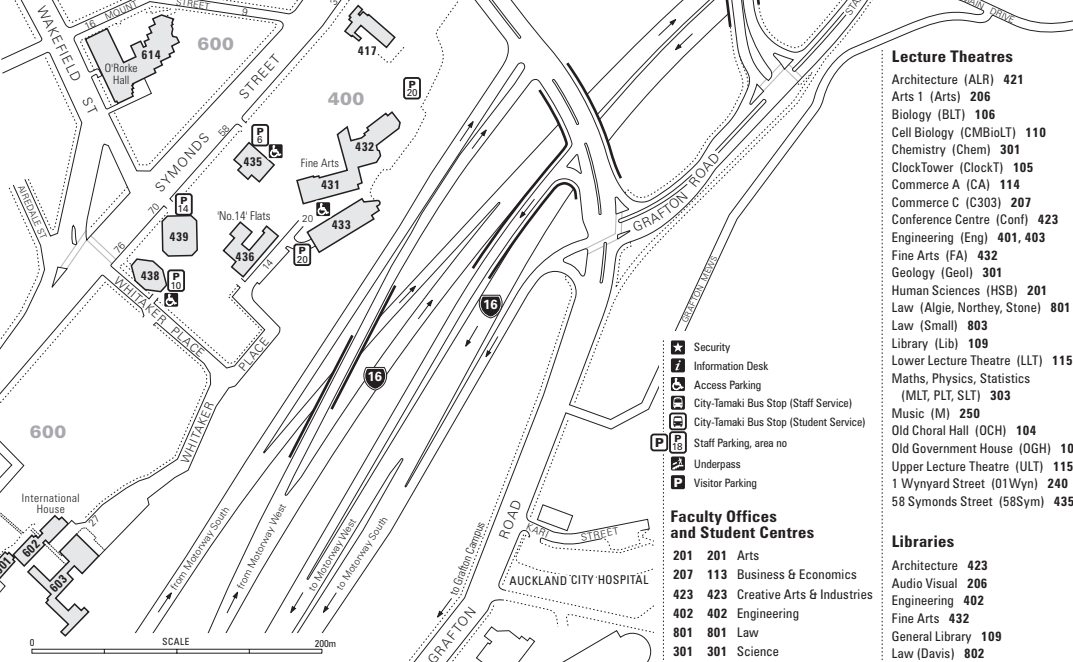 WAKEFIELD ST
16 MOUNT STREET
600
614
O'Rorke
Hall
SYMONDS STREET
417
400
P
20
58
P
6
435
Fine Arts
432
431
70
P
14
439
'No.14' Flats
436
20
433
P
20
14
76
438
P
10
AIREDALE ST
WHITAKER PLACE
WHITAKER PLACE
GRAFTON ROAD
GRAFTON MEWS
16
16
600
International
House
27
602
603
from Motorway South
from Motorway West
to Motorway West
to Motorway South
to Grafton Campus
GRAFTON ROAD
KARI STREET
AUCKLAND CITY HOSPITAL
0 SCALE 200m
Security
Information Desk
Access Parking
City-Tamaki Bus Stop (Staff Service)
City-Tamaki Bus Stop (Student Service)
P P 18 Staff Parking, area no
Underpass
P Visitor Parking
Faculty Offices
and Student Centres
201 201 Arts
207 113 Business & Economics
423 423 Creative Arts & Industries
402 402 Engineering
801 801 Law
301 301 Science
Lecture Theatres
Architecture (ALR) 421
Arts 1 (Arts) 206
Biology (BLT) 106
Cell Biology (CMBioLT) 110
Chemistry (Chem) 301
ClockTower (ClockT) 105
Commerce A (CA) 114
Commerce C (C303) 207
Conference Centre (Conf) 423
Engineering (Eng) 401, 403
Fine Arts (FA) 432
Geology (Geol) 301
Human Sciences (HSB) 201
Law (Algie, Northey, Stone) 801
Law (Small) 803
Library (Lib) 109
Lower Lecture Theatre (LLT) 115
Maths, Physics, Statistics
(MLT, PLT, SLT) 303
Music (M) 250
Old Choral Hall (OCH) 104
Old Government House (OGH) 10
Upper Lecture Theatre (ULT) 115
1 Wynyard Street (01Wyn) 240
58 Symonds Street (58Sym) 435
Libraries
Architecture 423
Audio Visual 206
Engineering 402
Fine Arts 432
General Library 109
Law (Davis) 802